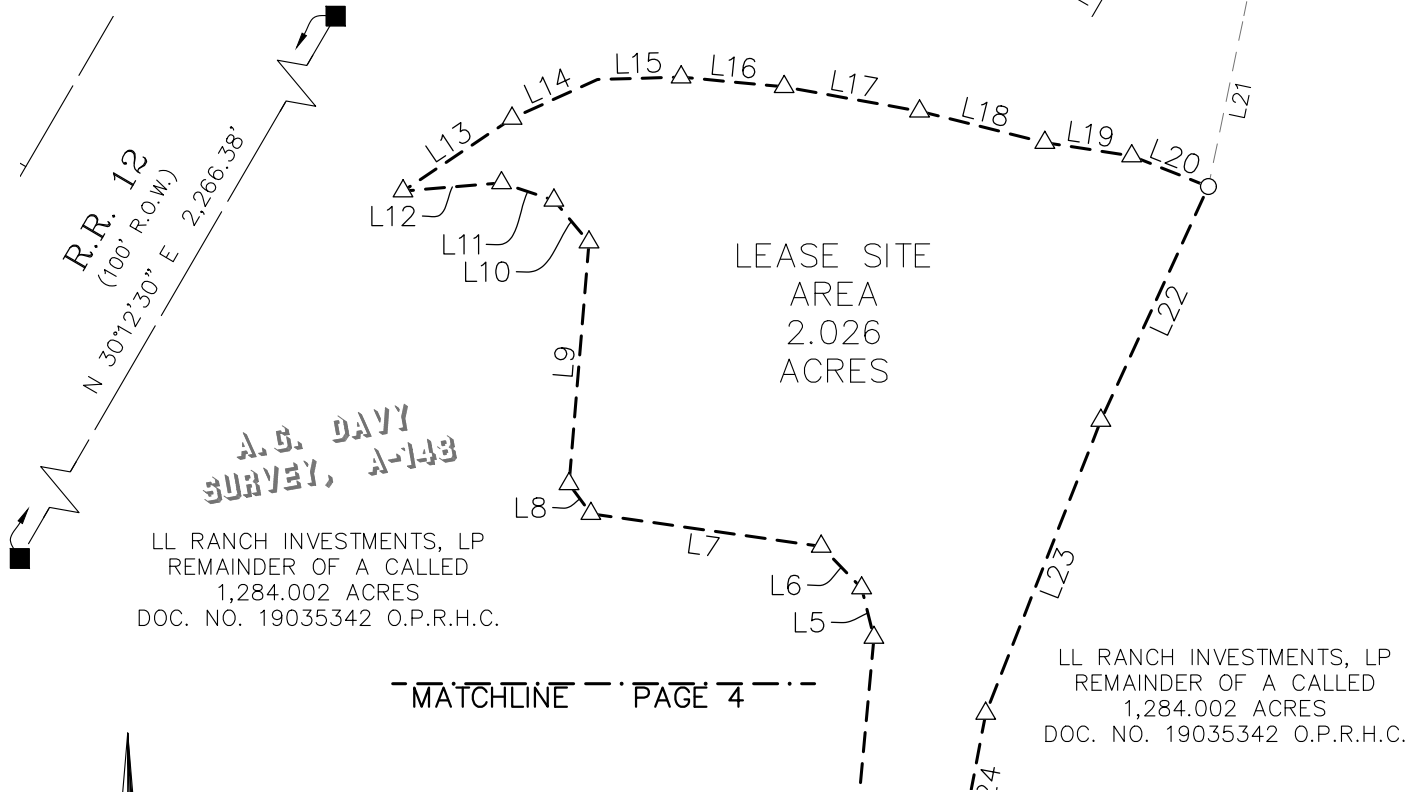 L15
L16
L14
L17
L21
L18
L13
L19
L20
R.R. 12
(100' R.O.W.)
N 30°12'30" E 2,266.38'
L12
L11
L10
LEASE SITE
AREA
2.026
ACRES
L22
L9
A.G. DAVY
SURVEY, A-148
L8
L7
LL RANCH INVESTMENTS, LP
REMAINDER OF A CALLED
1,284.002 ACRES
DOC. NO. 19035342 O.P.R.H.C.
L6
L5
L23
MATCHLINE PAGE 4
LL RANCH INVESTMENTS, LP
REMAINDER OF A CALLED
1,284.002 ACRES
DOC. NO. 19035342 O.P.R.H.C.